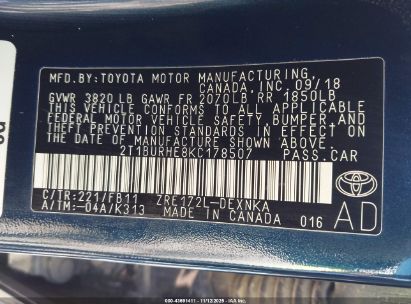 MFD. BY: TOYOTA MOTOR MANUFACTURING,
CANADA, INC. 09/18
GVWR 3820 LB GAWR FR 2070LB RR 1850LB
THIS VEHICLE CONFORMS TO ALL APPLICABLE
FEDERAL MOTOR VEHICLE SAFETY, BUMPER, AND
THEFT PREVENTION STANDARDS IN EFFECT ON THE
DATE OF MANUFACTURE SHOWN ABOVE.
2T1BURHE8KC178507 PASS. CAR
C/TR: 221/FB11 ZRE172L-DEXNKA
A/TM: -04A/K313 MADE IN CANADA 016
AD
TOYOTA